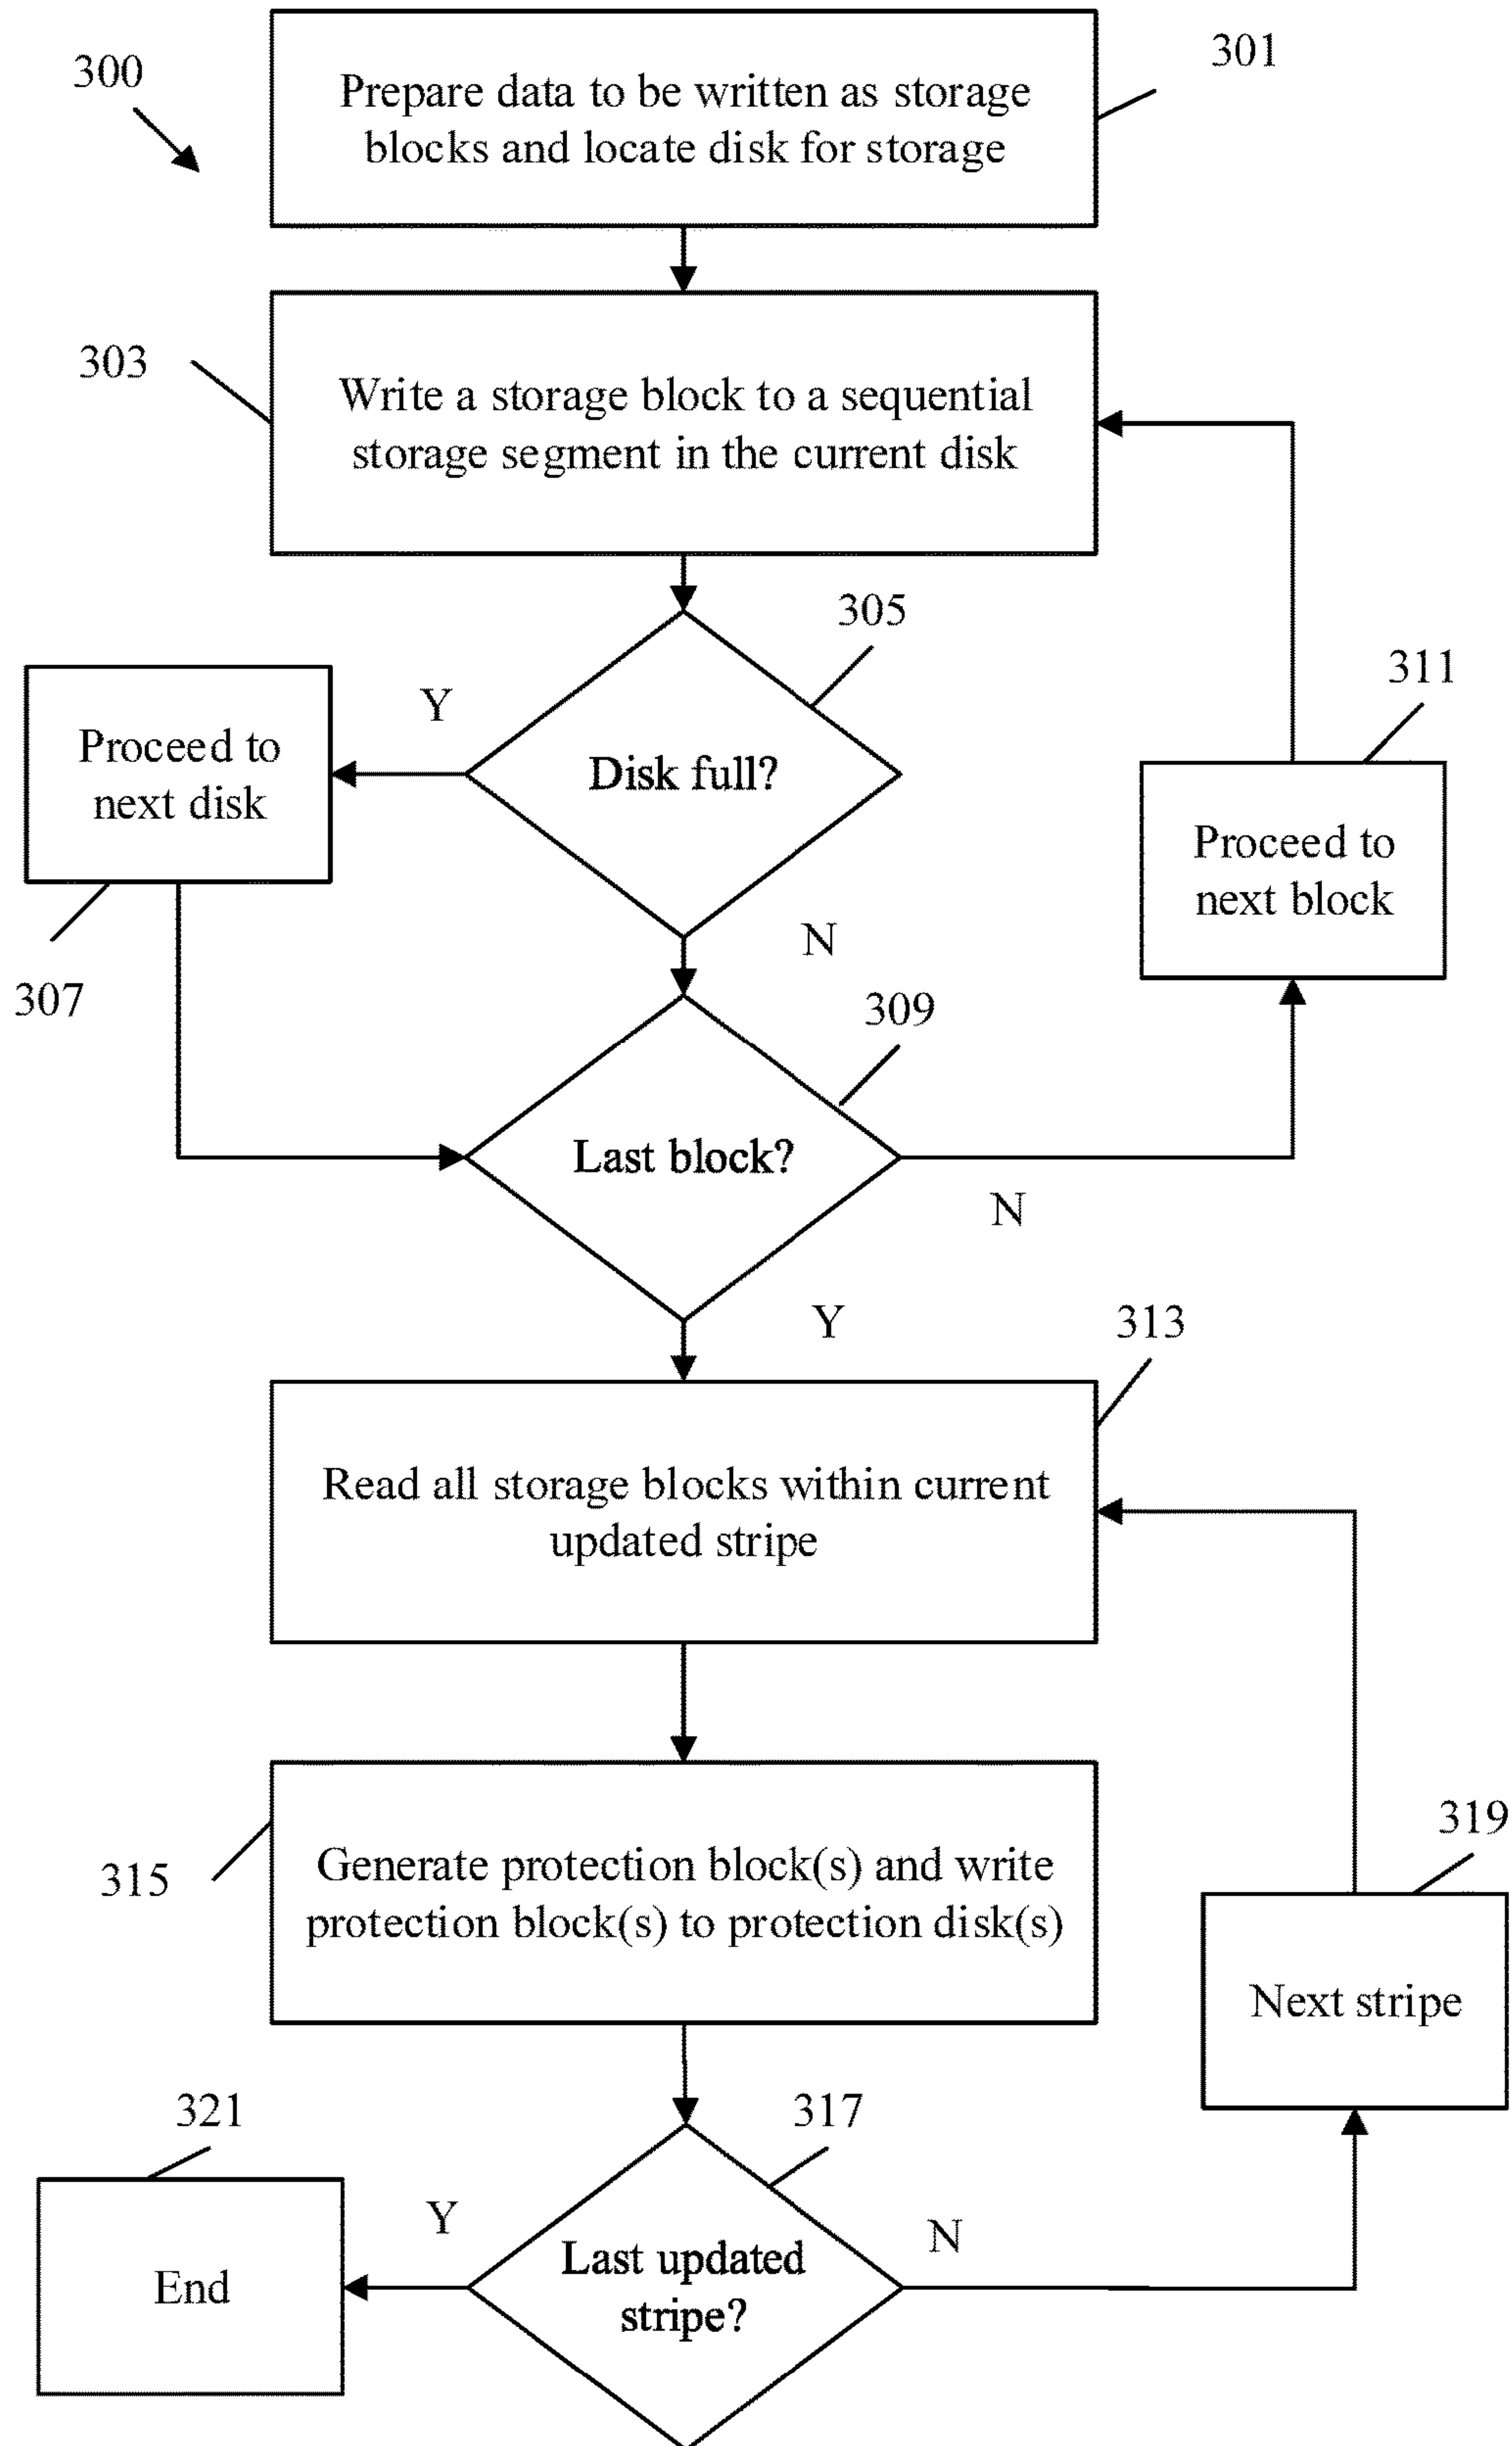 300
301
Prepare data to be written as storage
blocks and locate disk for storage
303
Write a storage block to a sequential
storage segment in the current disk
305
Y
Disk full?
Proceed to
next disk
307
N
311
Proceed to
next block
309
Last block?
N
Y
313
Read all storage blocks within current
updated stripe
315
Generate protection block(s) and write
protection block(s) to protection disk(s)
319
Next stripe
317
Last updated
stripe?
N
Y
321
End